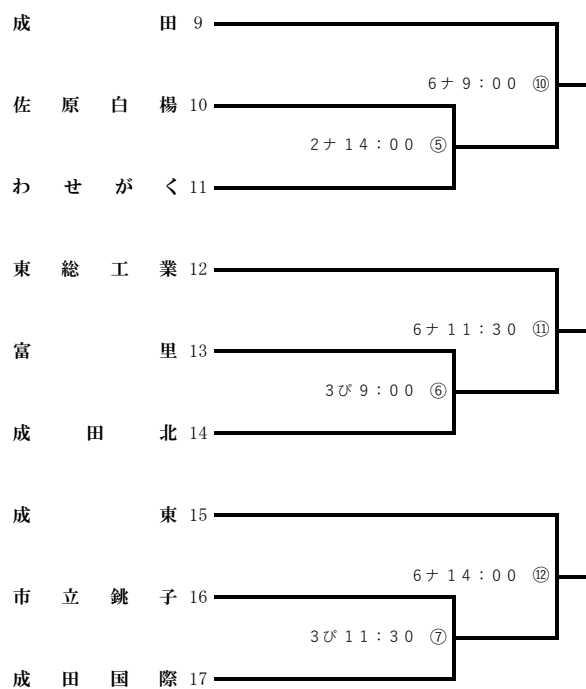 成田 9
6ナ 9：00 ⑩
佐原白楊 10
2ナ 14：00 ⑤
わせがく 11
東総工業 12
6ナ 11：30 ⑪
富里 13
3ぴ 9：00 ⑥
成田北 14
成東 15
6ナ 14：00 ⑫
市立銚子 16
3ぴ 11：30 ⑦
成田国際 17